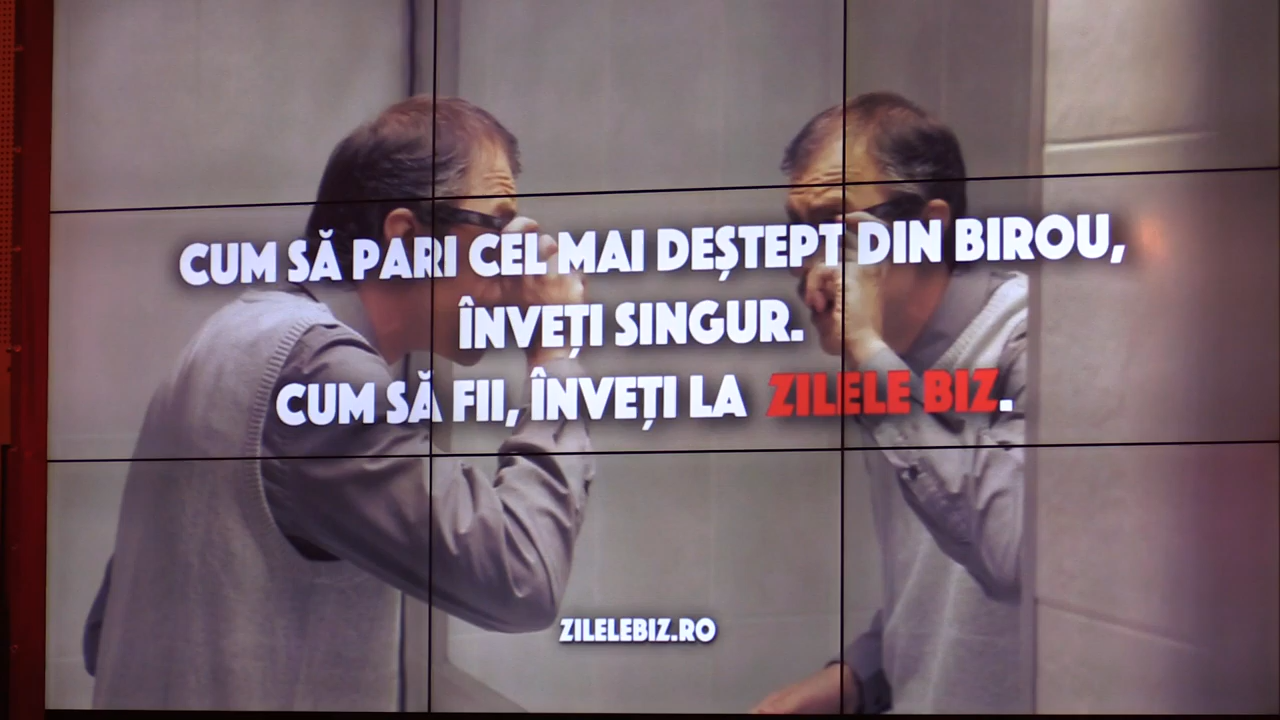 CUM SĂ PARI CEL MAI DEȘTEPT DIN BIROU,
ÎNVEȚI SINGUR.
CUM SĂ FII, ÎNVEȚI LA ZILELE BIZ.
ZILELEBIZ.RO